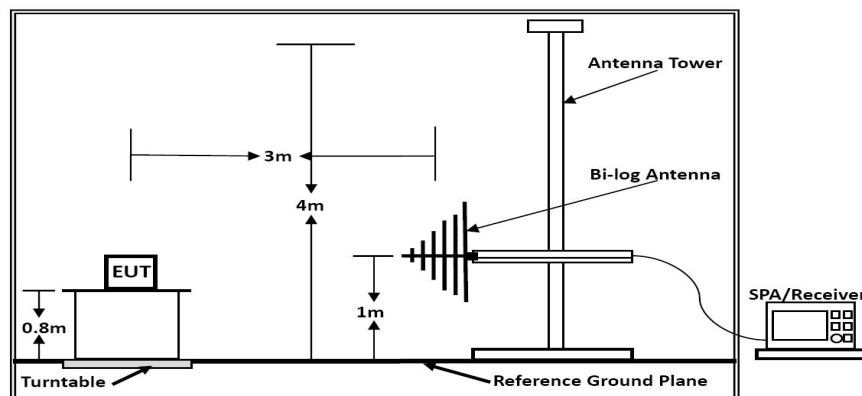 Antenna Tower
3m
Bi-log Antenna
4m
EUT
0.8m
1m
SPA/Receiver
Turntable
Reference Ground Plane